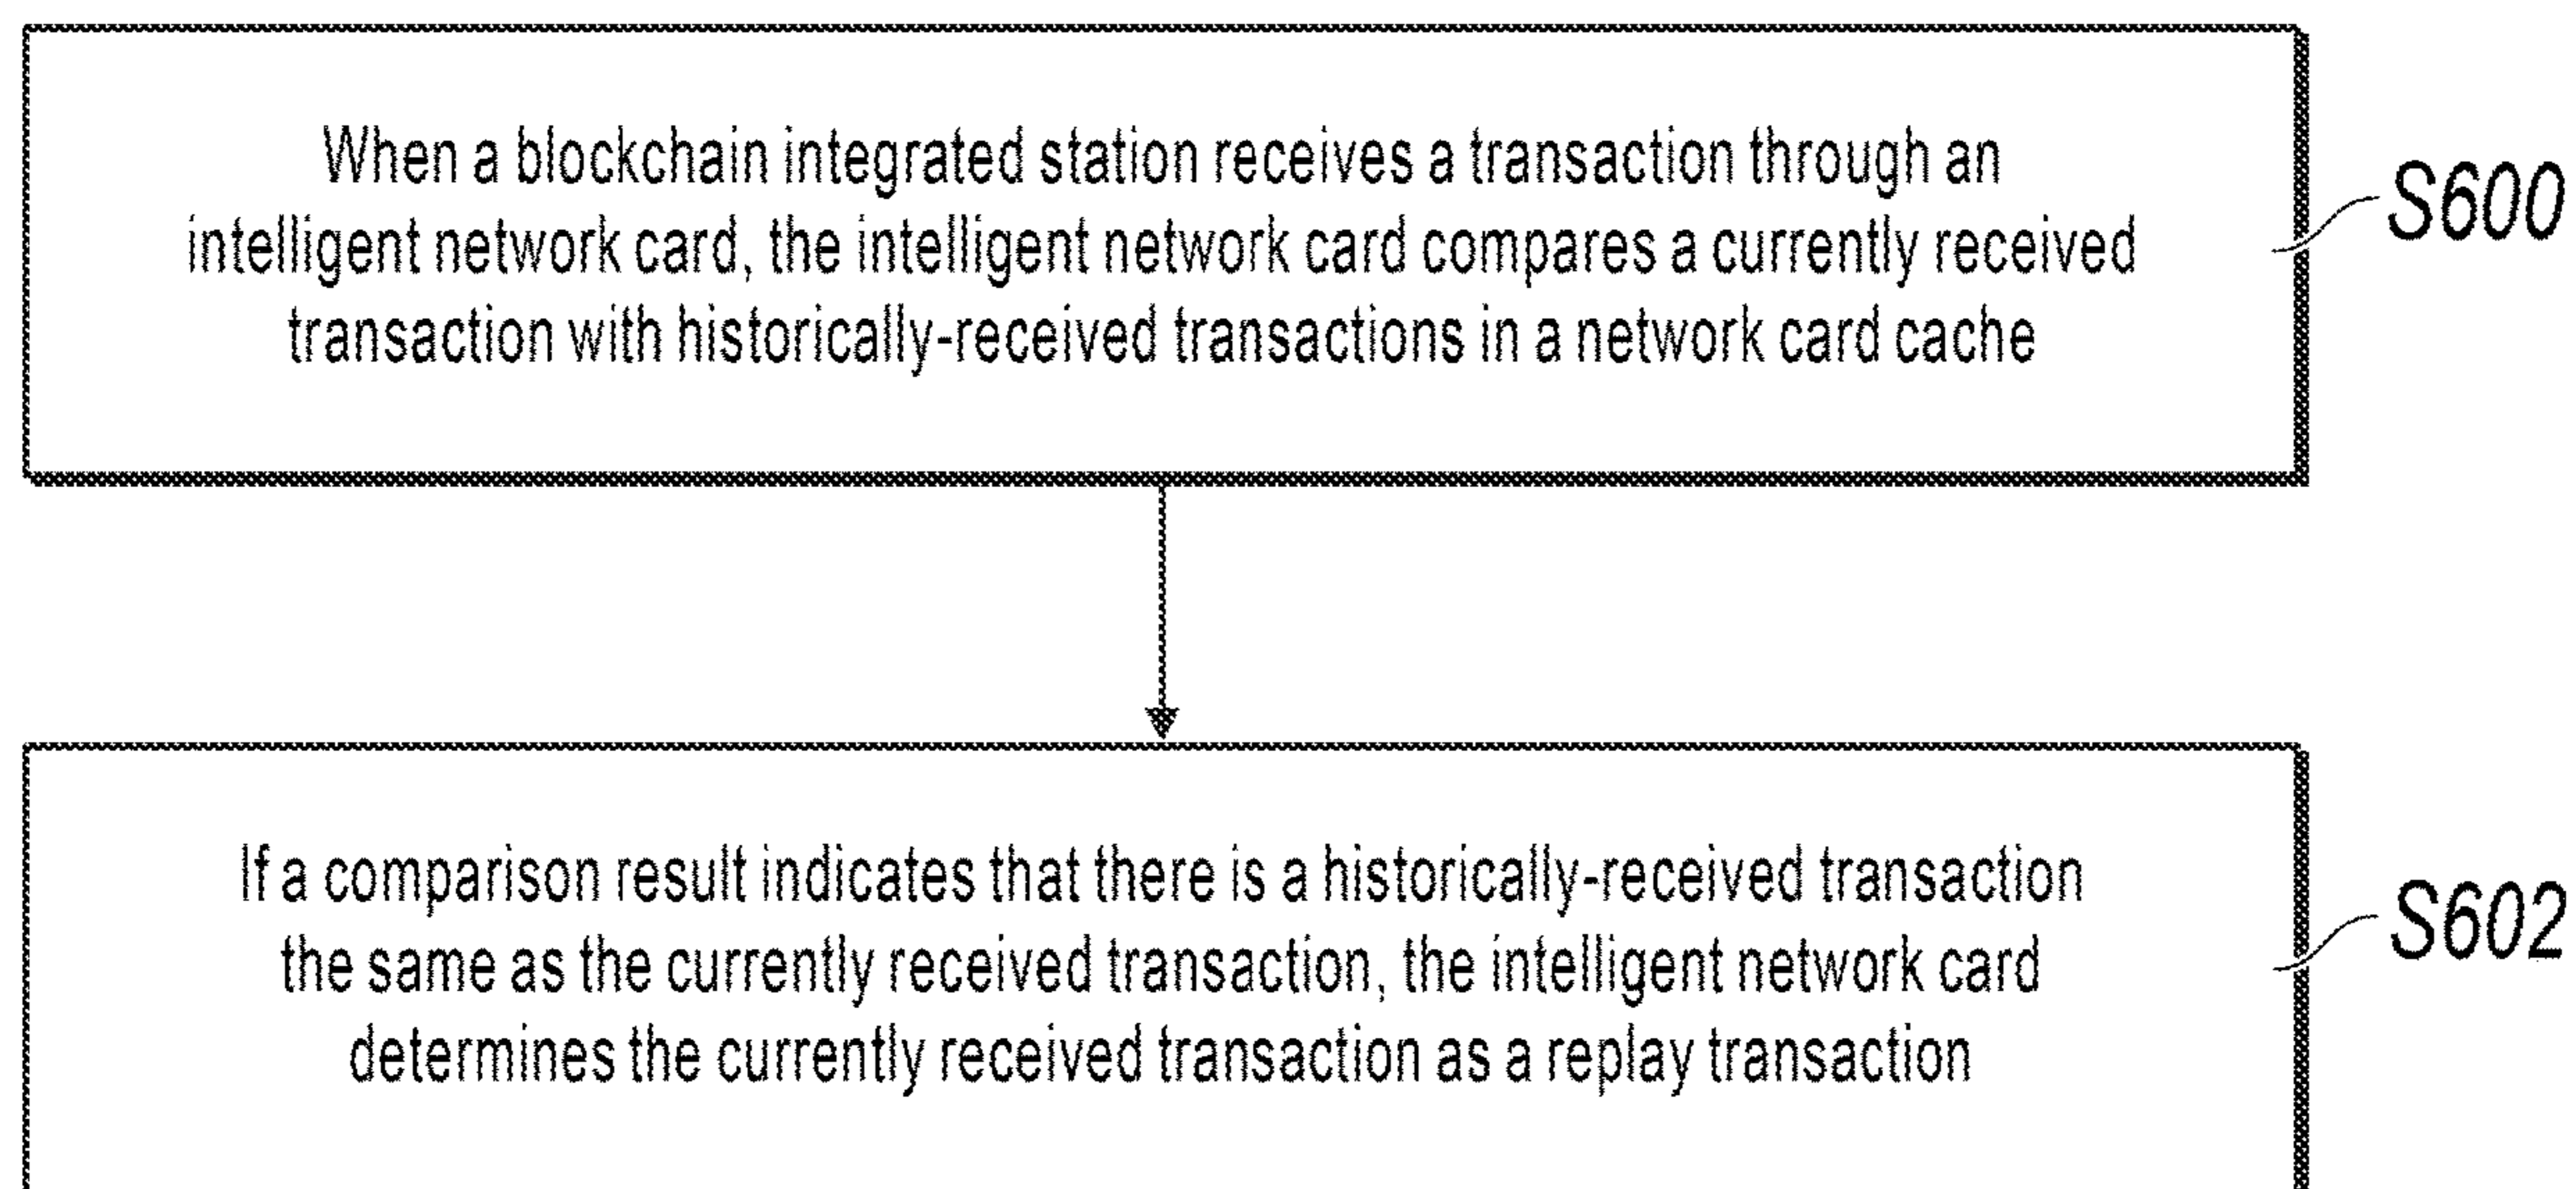 When a blockchain integrated station receives a transaction through an
intelligent network card, the intelligent network card compares a currently received
transaction with historically-received transactions in a network card cache
S600
If a comparison result indicates that there is a historically-received transaction
the same as the currently received transaction, the intelligent network card
determines the currently received transaction as a replay transaction
S602